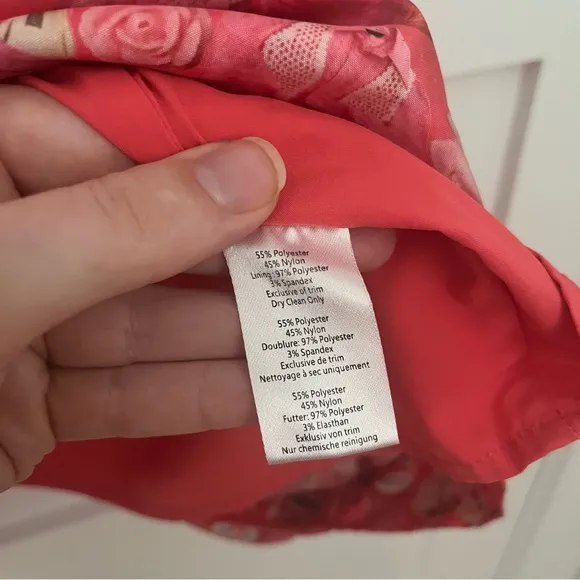 55% Polyester
45% Nylon
Lining: 97% Polyester
3% Spandex
Exclusive of trim
Dry Clean Only
55% Polyester
45% Nylon
Doublure: 97% Polyester
3% Spandex
Exclusive de trim
Nettoyage à sec uniquement
55% Polyester
45% Nylon
Futter: 97% Polyester
3% Elasthan
Exklusiv von trim
Nur chemische reinigung